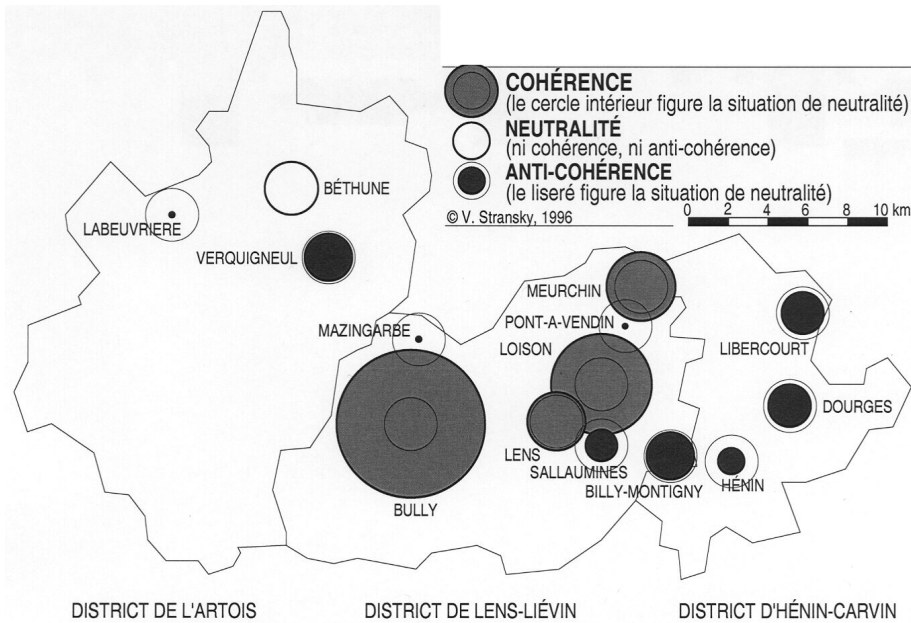 COHÉRENCE
(le cercle intérieur figure la situation de neutralité)
NEUTRALITÉ
(ni cohérence, ni anti-cohérence)
ANTI-COHÉRENCE
(le liseré figure la situation de neutralité)
© V. Stransky, 1996
0 2 4 6 8 10 km
BÉTHUNE
LABEUVRIERE
VERQUIGNEUL
MEURCHIN
MAZINGARBE
PONT-A-VENDIN
LOISON
LIBERCOURT
DOURGES
LENS
SALLAUMINES
BILLY-MONTIGNY
HÉNIN
BULLY
DISTRICT DE L'ARTOIS
DISTRICT DE LENS-LIÉVIN
DISTRICT D'HÉNIN-CARVIN